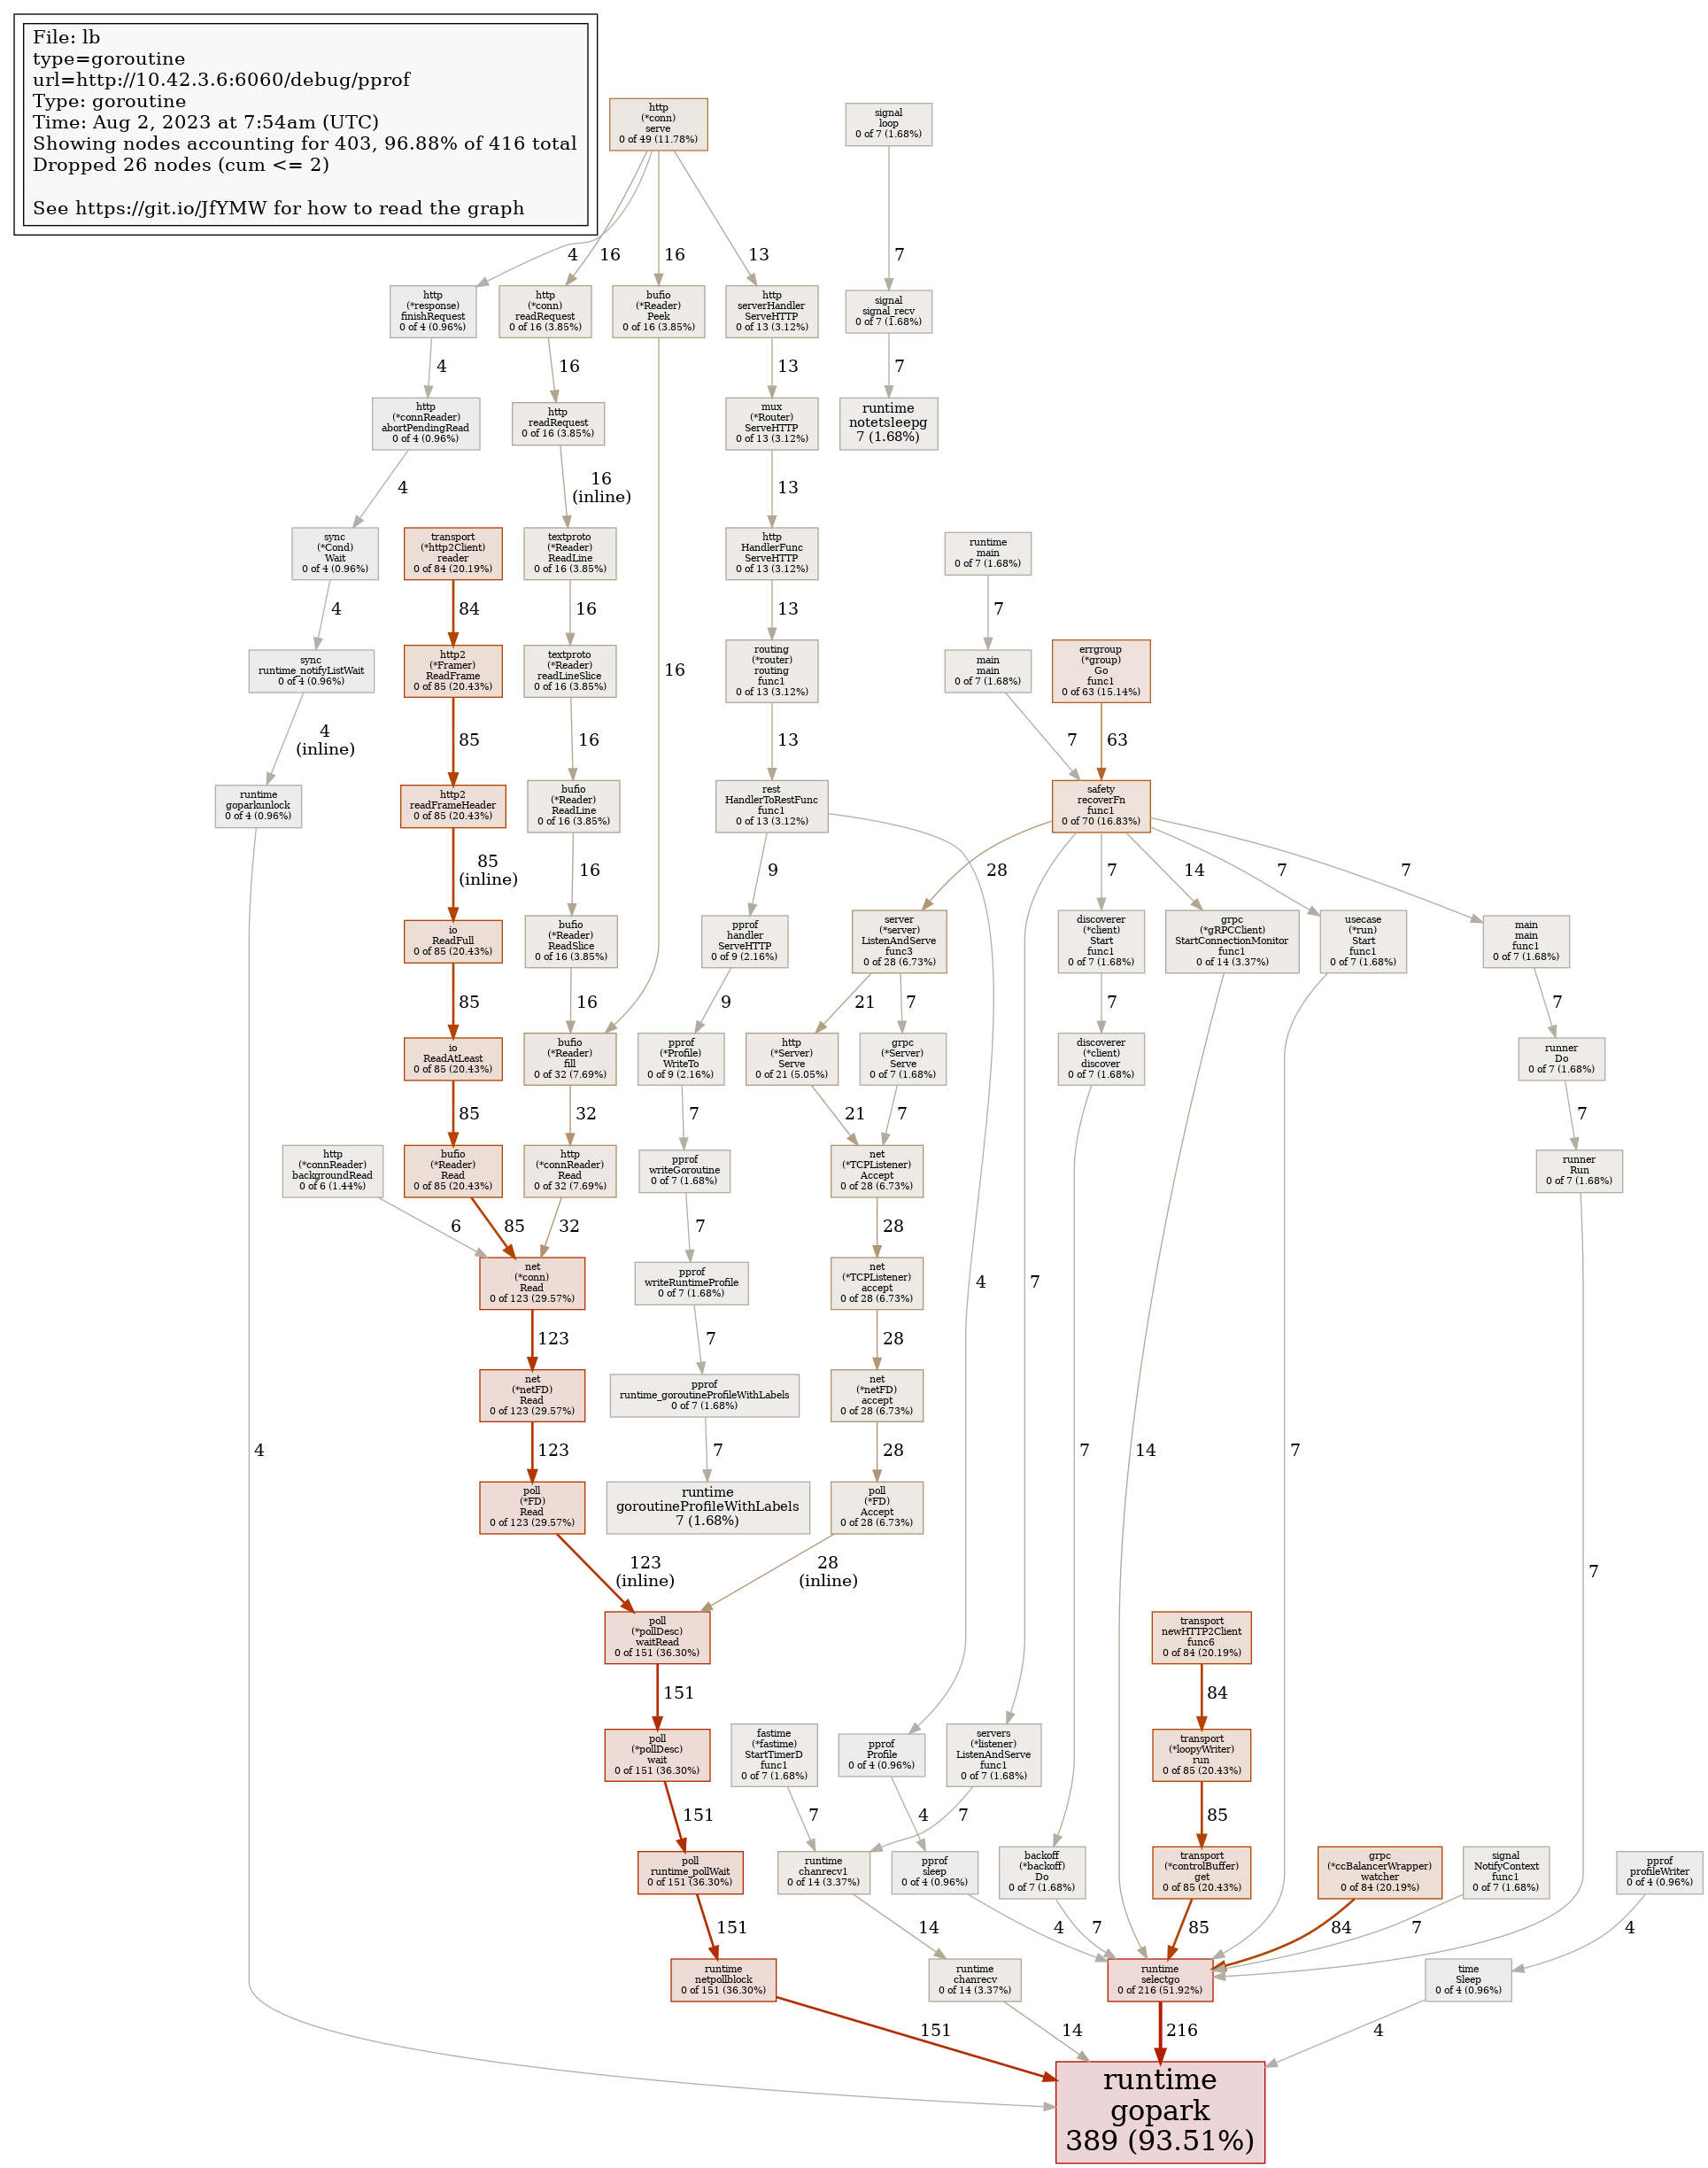 File: lb
type=goroutine
url=http://10.42.3.6:6060/debug/pprof
Type: goroutine
Time: Aug 2, 2023 at 7:54am (UTC)
Showing nodes accounting for 403, 96.88% of 416 total
Dropped 26 nodes (cum <= 2)
See https://git.io/JfYMW for how to read the graph
http
(*conn)
serve
0 of 49 (11.78%)
signal
loop
0 of 7 (1.68%)
4
16
16
13
7
http
(*response)
finishRequest
0 of 4 (0.96%)
http
(*conn)
readRequest
0 of 16 (3.85%)
bufio
(*Reader)
Peek
0 of 16 (3.85%)
http
serverHandler
ServeHTTP
0 of 13 (3.12%)
signal
signal_recv
0 of 7 (1.68%)
4
16
13
7
http
(*connReader)
abortPendingRead
0 of 4 (0.96%)
http
readRequest
0 of 16 (3.85%)
mux
(*Router)
ServeHTTP
0 of 13 (3.12%)
runtime
notetsleepg
7 (1.68%)
4
16
(inline)
13
sync
(*Cond)
Wait
0 of 4 (0.96%)
transport
(*http2Client)
reader
0 of 84 (20.19%)
textproto
(*Reader)
ReadLine
0 of 16 (3.85%)
http
HandlerFunc
ServeHTTP
0 of 13 (3.12%)
runtime
main
0 of 7 (1.68%)
4
84
16
13
7
sync
runtime_notifyListWait
0 of 4 (0.96%)
http2
(*Framer)
ReadFrame
0 of 85 (20.43%)
textproto
(*Reader)
readLineSlice
0 of 16 (3.85%)
16
routing
(*router)
routing
func1
0 of 13 (3.12%)
main
main
0 of 7 (1.68%)
errgroup
(*group)
Go
func1
0 of 63 (15.14%)
4
(inline)
85
16
13
7
63
runtime
goparkunlock
0 of 4 (0.96%)
http2
readFrameHeader
0 of 85 (20.43%)
bufio
(*Reader)
ReadLine
0 of 16 (3.85%)
rest
HandlerToRestFunc
func1
0 of 13 (3.12%)
safety
recoverFn
func1
0 of 70 (16.83%)
85
(inline)
16
9
28
7
14
7
7
io
ReadFull
0 of 85 (20.43%)
bufio
(*Reader)
ReadSlice
0 of 16 (3.85%)
pprof
handler
ServeHTTP
0 of 9 (2.16%)
server
(*server)
ListenAndServe
func3
0 of 28 (6.73%)
discoverer
(*client)
Start
func1
0 of 7 (1.68%)
grpc
(*gRPCClient)
StartConnectionMonitor
func1
0 of 14 (3.37%)
usecase
(*run)
Start
func1
0 of 7 (1.68%)
main
main
func1
0 of 7 (1.68%)
85
16
9
21
7
7
7
io
ReadAtLeast
0 of 85 (20.43%)
bufio
(*Reader)
fill
0 of 32 (7.69%)
pprof
(*Profile)
WriteTo
0 of 9 (2.16%)
http
(*Server)
Serve
0 of 21 (5.05%)
grpc
(*Server)
Serve
0 of 7 (1.68%)
discoverer
(*client)
discover
0 of 7 (1.68%)
runner
Do
0 of 7 (1.68%)
85
32
7
21
7
7
http
(*connReader)
backgroundRead
0 of 6 (1.44%)
bufio
(*Reader)
Read
0 of 85 (20.43%)
http
(*connReader)
Read
0 of 32 (7.69%)
pprof
writeGoroutine
0 of 7 (1.68%)
net
(*TCPListener)
Accept
0 of 28 (6.73%)
runner
Run
0 of 7 (1.68%)
6
85
32
7
28
net
(*conn)
Read
0 of 123 (29.57%)
pprof
writeRuntimeProfile
0 of 7 (1.68%)
net
(*TCPListener)
accept
0 of 28 (6.73%)
4
7
123
7
28
net
(*netFD)
Read
0 of 123 (29.57%)
pprof
runtime_goroutineProfileWithLabels
0 of 7 (1.68%)
net
(*netFD)
accept
0 of 28 (6.73%)
4
123
7
28
7
14
7
poll
(*FD)
Read
0 of 123 (29.57%)
runtime
goroutineProfileWithLabels
7 (1.68%)
poll
(*FD)
Accept
0 of 28 (6.73%)
123
(inline)
28
(inline)
7
poll
(*pollDesc)
waitRead
0 of 151 (36.30%)
transport
newHTTP2Client
func6
0 of 84 (20.19%)
151
84
poll
(*pollDesc)
wait
0 of 151 (36.30%)
fastime
(*fastime)
StartTimerD
func1
0 of 7 (1.68%)
pprof
Profile
0 of 4 (0.96%)
servers
(*listener)
ListenAndServe
func1
0 of 7 (1.68%)
transport
(*loopyWriter)
run
0 of 85 (20.43%)
151
7
4
7
85
poll
runtime_pollWait
0 of 151 (36.30%)
runtime
chanrecv1
0 of 14 (3.37%)
pprof
sleep
0 of 4 (0.96%)
backoff
(*backoff)
Do
0 of 7 (1.68%)
transport
(*controlBuffer)
get
0 of 85 (20.43%)
grpc
(*ccBalancerWrapper)
watcher
0 of 84 (20.19%)
signal
NotifyContext
func1
0 of 7 (1.68%)
pprof
profileWriter
0 of 4 (0.96%)
151
14
4
7
85
84
7
4
runtime
netpollblock
0 of 151 (36.30%)
runtime
chanrecv
0 of 14 (3.37%)
runtime
selectgo
0 of 216 (51.92%)
time
Sleep
0 of 4 (0.96%)
151
14
216
4
runtime
gopark
389 (93.51%)